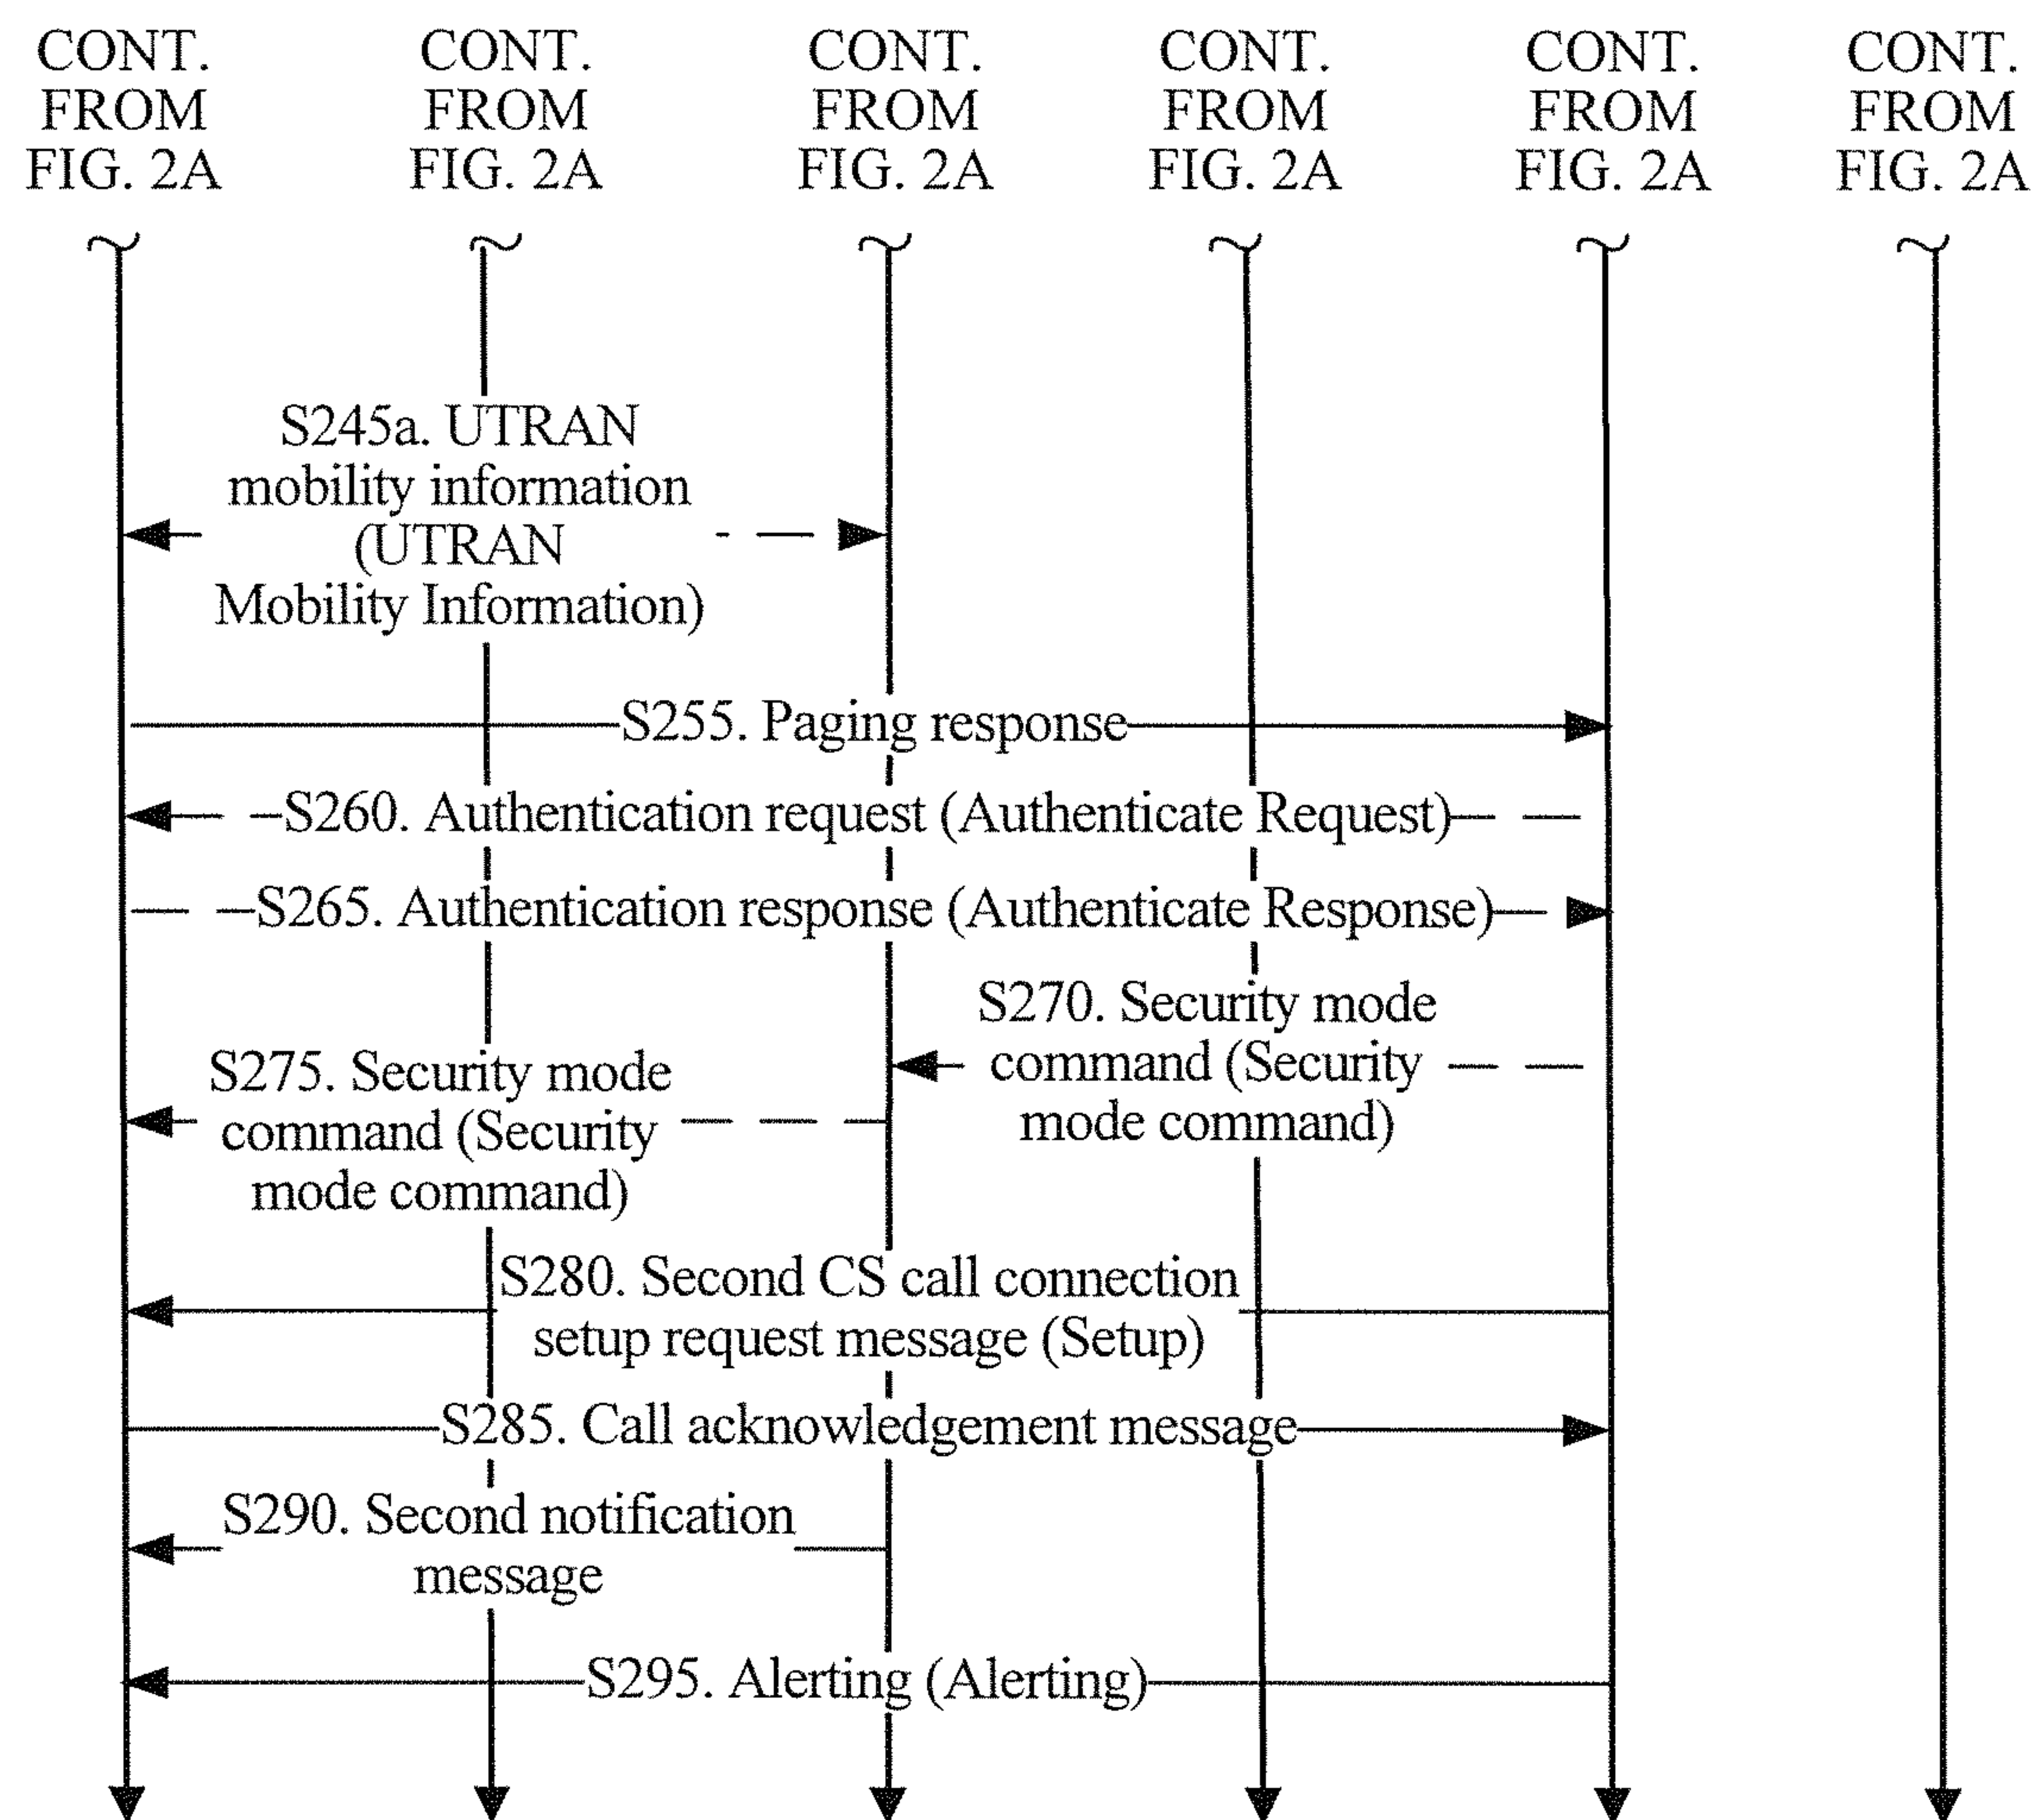 CONT. FROM FIG. 2A
CONT. FROM FIG. 2A
CONT. FROM FIG. 2A
CONT. FROM FIG. 2A
CONT. FROM FIG. 2A
CONT. FROM FIG. 2A
S245a. UTRAN
mobility information
(UTRAN
Mobility Information)
S255. Paging response
S260. Authentication request (Authenticate Request)
S265. Authentication response (Authenticate Response)
S270. Security mode
command (Security
mode command)
S275. Security mode
command (Security
mode command)
S280. Second CS call connection
setup request message (Setup)
S285. Call acknowledgement message
S290. Second notification
message
S295. Alerting (Alerting)